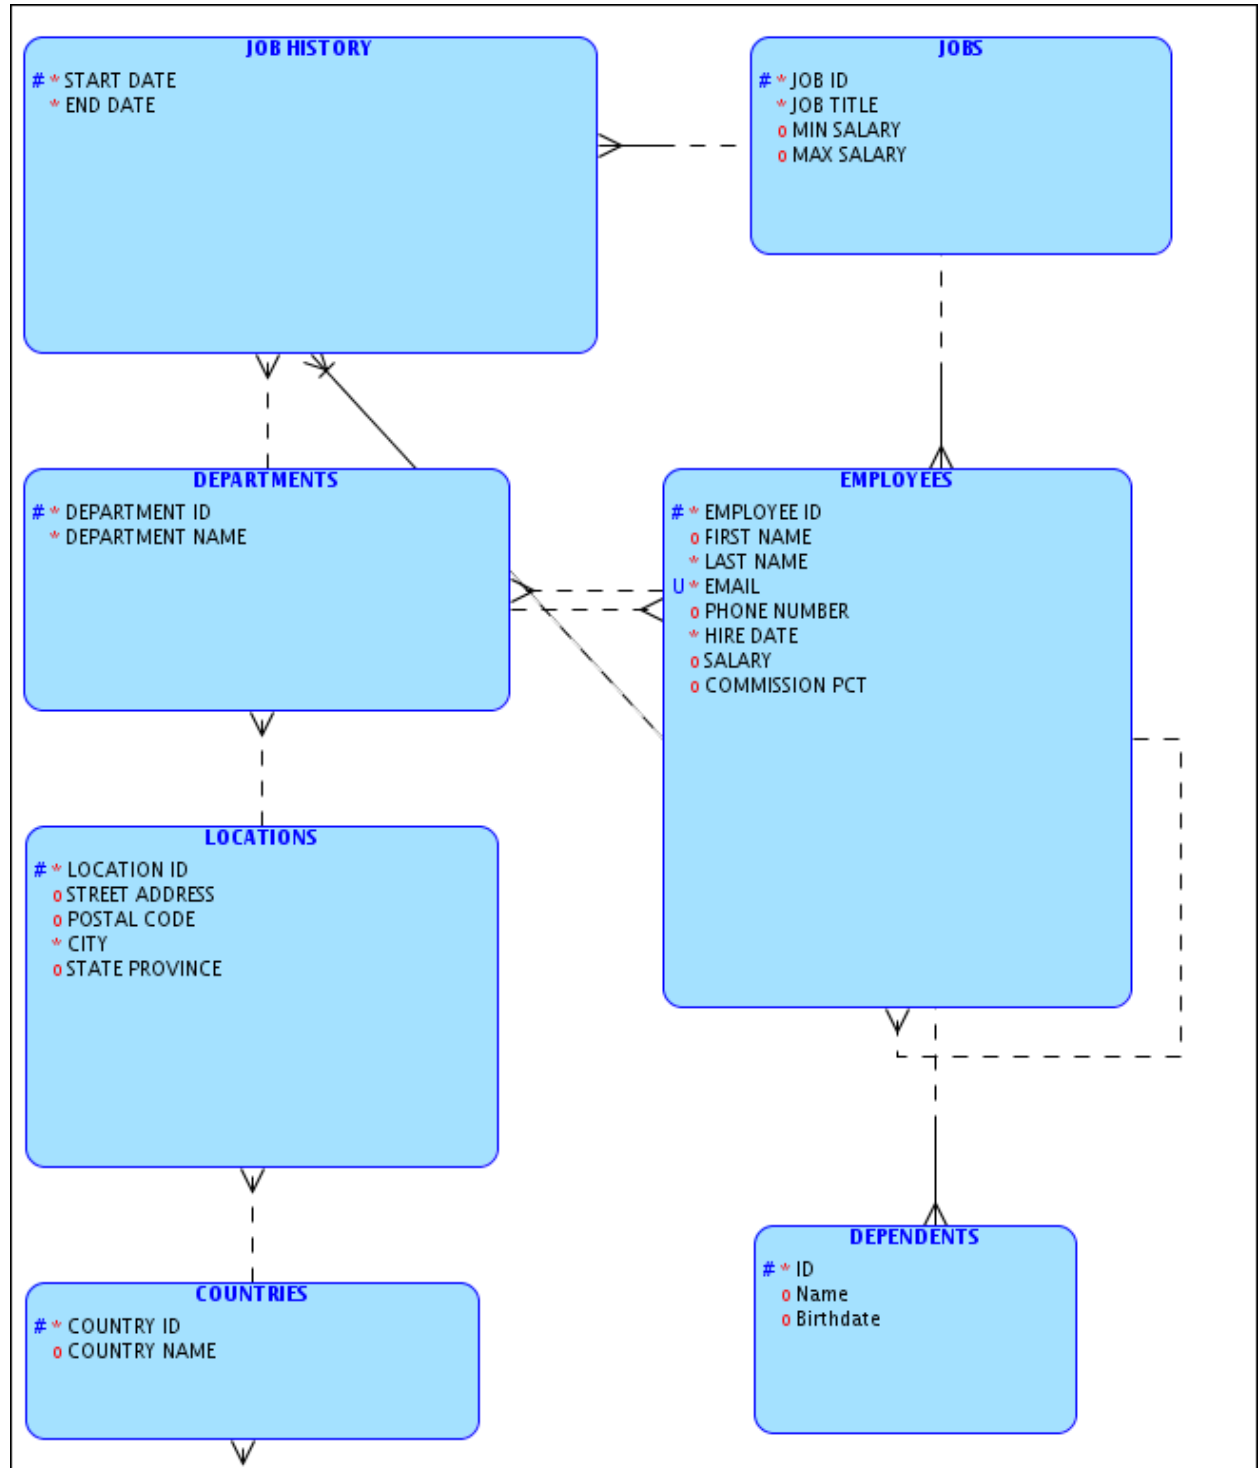 JOB HISTORY
# * START DATE
* END DATE
JOBS
# * JOB ID
* JOB TITLE
o MIN SALARY
o MAX SALARY
DEPARTMENTS
# * DEPARTMENT ID
* DEPARTMENT NAME
EMPLOYEES
# * EMPLOYEE ID
o FIRST NAME
* LAST NAME
U * EMAIL
o PHONE NUMBER
* HIRE DATE
o SALARY
o COMMISSION PCT
LOCATIONS
# * LOCATION ID
o STREET ADDRESS
o POSTAL CODE
* CITY
o STATE PROVINCE
COUNTRIES
# * COUNTRY ID
o COUNTRY NAME
DEPENDENTS
# * ID
o Name
o Birthdate